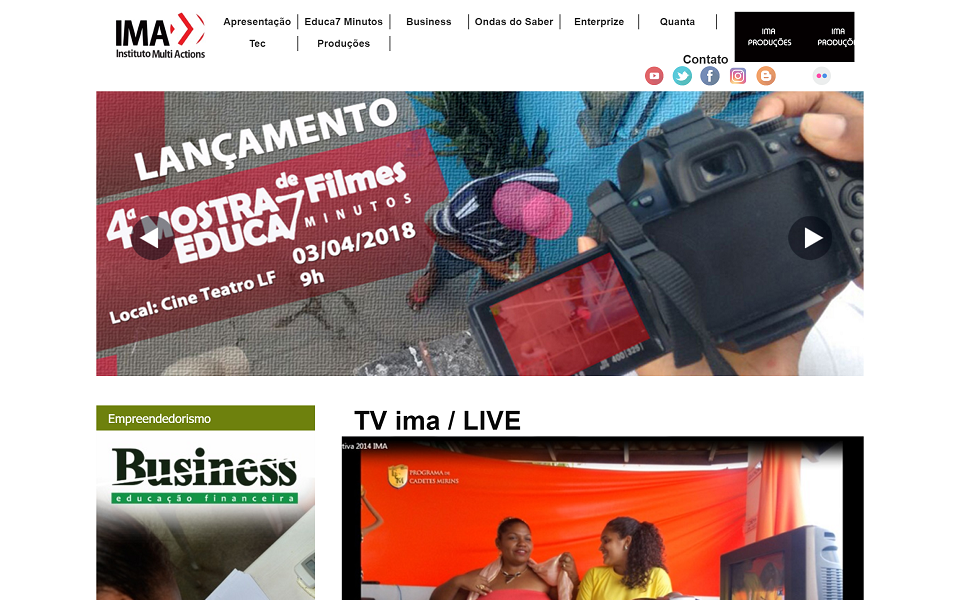 IMA
Instituto Multi Actions
Apresentação
Educa7 Minutos
Business
Ondas do Saber
Enterprize
Quanta
Tec
Produções
IMA PRODUÇÕES
IMA PRODUÇÕ
Contato
LANÇAMENTO
4ª MOSTRA de Filmes
EDUCA7 MINUTOS
03/04/2018
9h
Local: Cine Teatro LF
Empreendedorismo
Business
educação financeira
TV ima / LIVE
tiva 2014 IMA
PROGRAMA DE
CADETES MIRINS